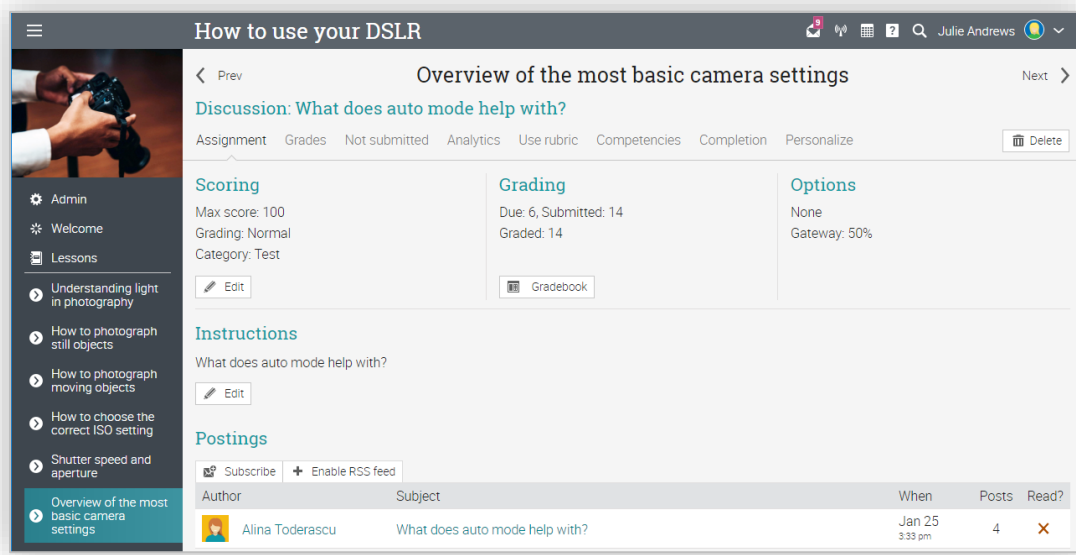 How to use your DSLR
9
?
Julie Andrews
Prev
Overview of the most basic camera settings
Next
Discussion: What does auto mode help with?
Assignment Grades Not submitted Analytics Use rubric Competencies Completion Personalize
Delete
Admin
Welcome
Lessons
Understanding light
in photography
How to photograph
still objects
How to photograph
moving objects
How to choose the
correct ISO setting
Shutter speed and
aperture
Overview of the most
basic camera
settings
Scoring
Max score: 100
Grading: Normal
Category: Test
Edit
Grading
Due: 6, Submitted: 14
Graded: 14
Gradebook
Options
None
Gateway: 50%
Instructions
What does auto mode help with?
Edit
Postings
Subscribe Enable RSS feed
Author Subject When Posts Read?
Alina Toderascu What does auto mode help with? Jan 25 4
3:33 pm